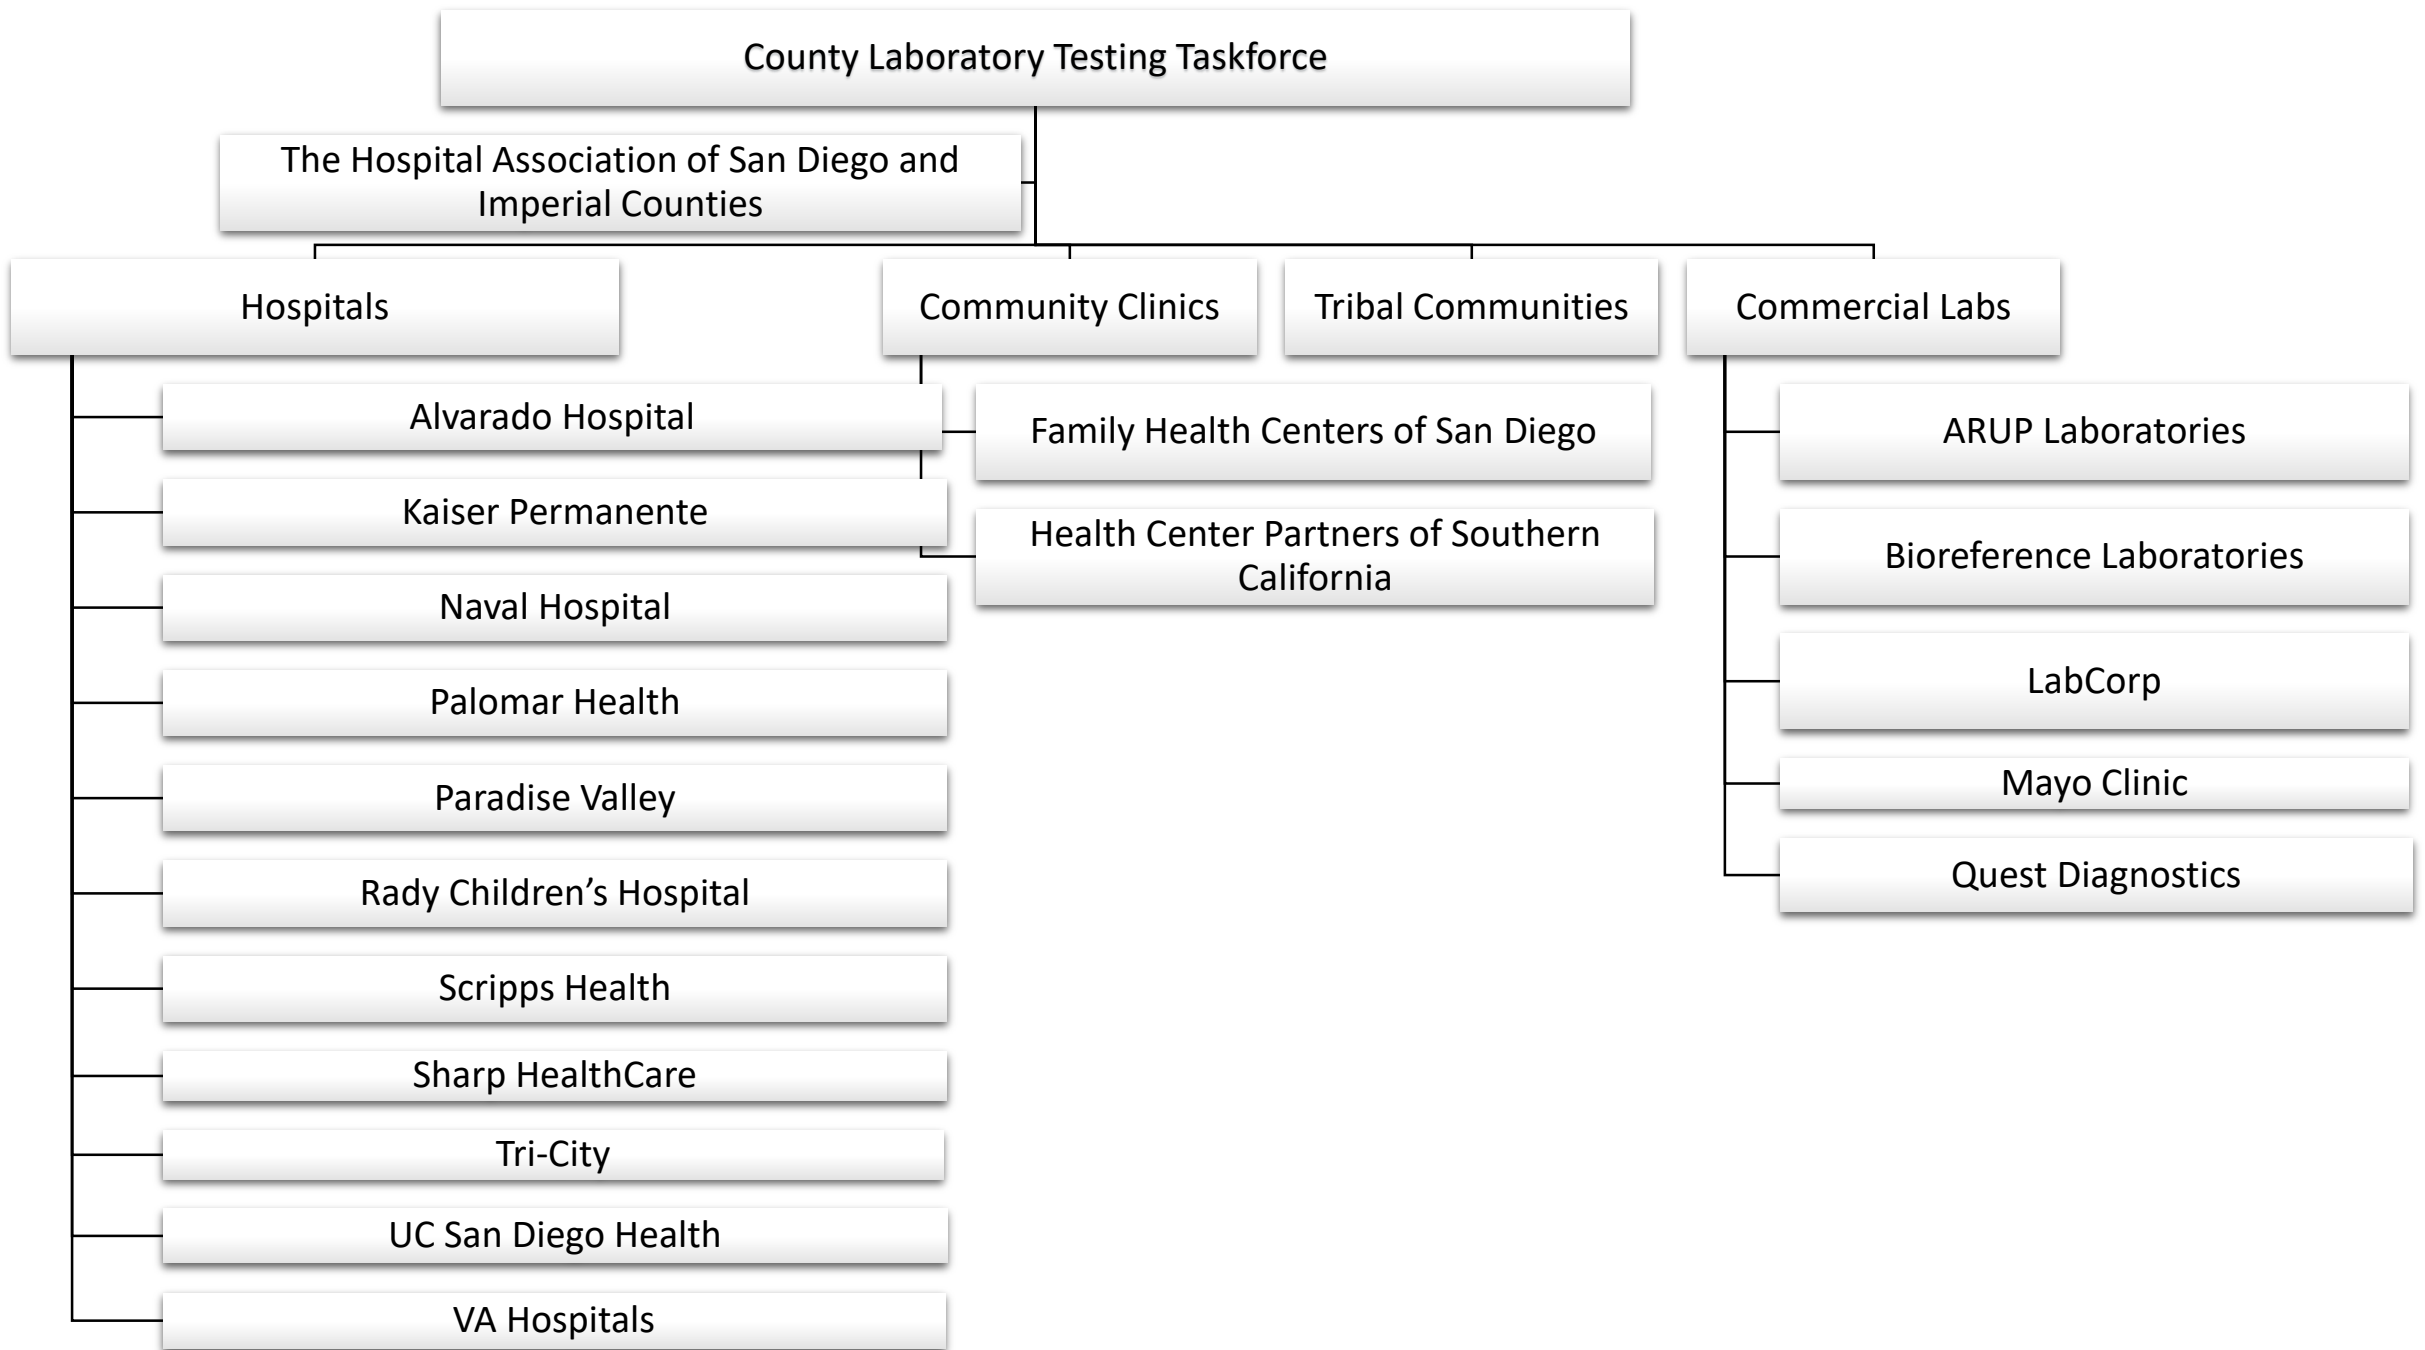 County Laboratory Testing Taskforce
The Hospital Association of San Diego and
Imperial Counties
Hospitals
Community Clinics
Tribal Communities
Commercial Labs
Alvarado Hospital
Kaiser Permanente
Naval Hospital
Palomar Health
Paradise Valley
Rady Children’s Hospital
Scripps Health
Sharp HealthCare
Tri-City
UC San Diego Health
VA Hospitals
Family Health Centers of San Diego
Health Center Partners of Southern
California
ARUP Laboratories
Bioreference Laboratories
LabCorp
Mayo Clinic
Quest Diagnostics